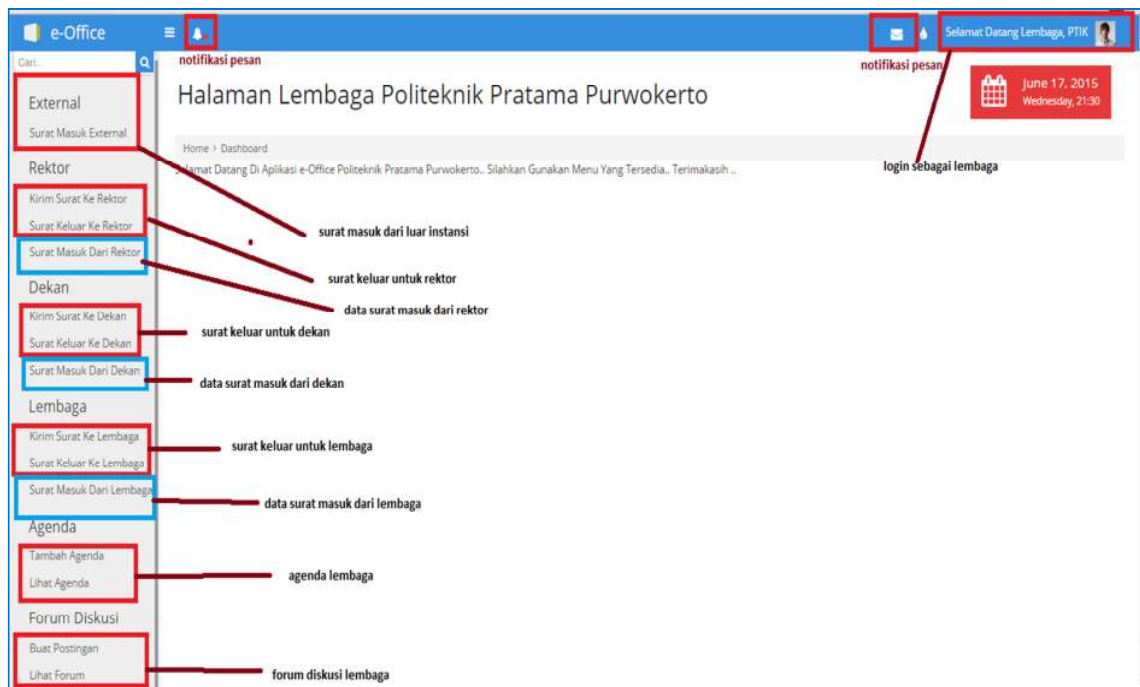 e-Office
Selamat Datang Lembaga, PTIK
Cari..
notifikasi pesan
notifikasi pesan
Halaman Lembaga Politeknik Pratama Purwokerto
June 17, 2015
Wednesday, 21:30
External
Surat Masuk External
Home > Dashboard
Selamat Datang Di Aplikasi e-Office Politeknik Pratama Purwokerto.. Silahkan Gunakan Menu Yang Tersedia.. Terimakasih ..
login sebagai lembaga
Rektor
Kirim Surat Ke Rektor
Surat Keluar Ke Rektor
surat masuk dari luar instansi
Surat Masuk Dari Rektor
surat keluar untuk rektor
Dekan
data surat masuk dari rektor
Kirim Surat Ke Dekan
surat keluar untuk dekan
Surat Keluar Ke Dekan
Surat Masuk Dari Dekan
data surat masuk dari dekan
Lembaga
Kirim Surat Ke Lembaga
surat keluar untuk lembaga
Surat Keluar Ke Lembaga
Surat Masuk Dari Lembaga
data surat masuk dari lembaga
Agenda
Tambah Agenda
agenda lembaga
Lihat Agenda
Forum Diskusi
Buat Postingan
Lihat Forum
forum diskusi lembaga